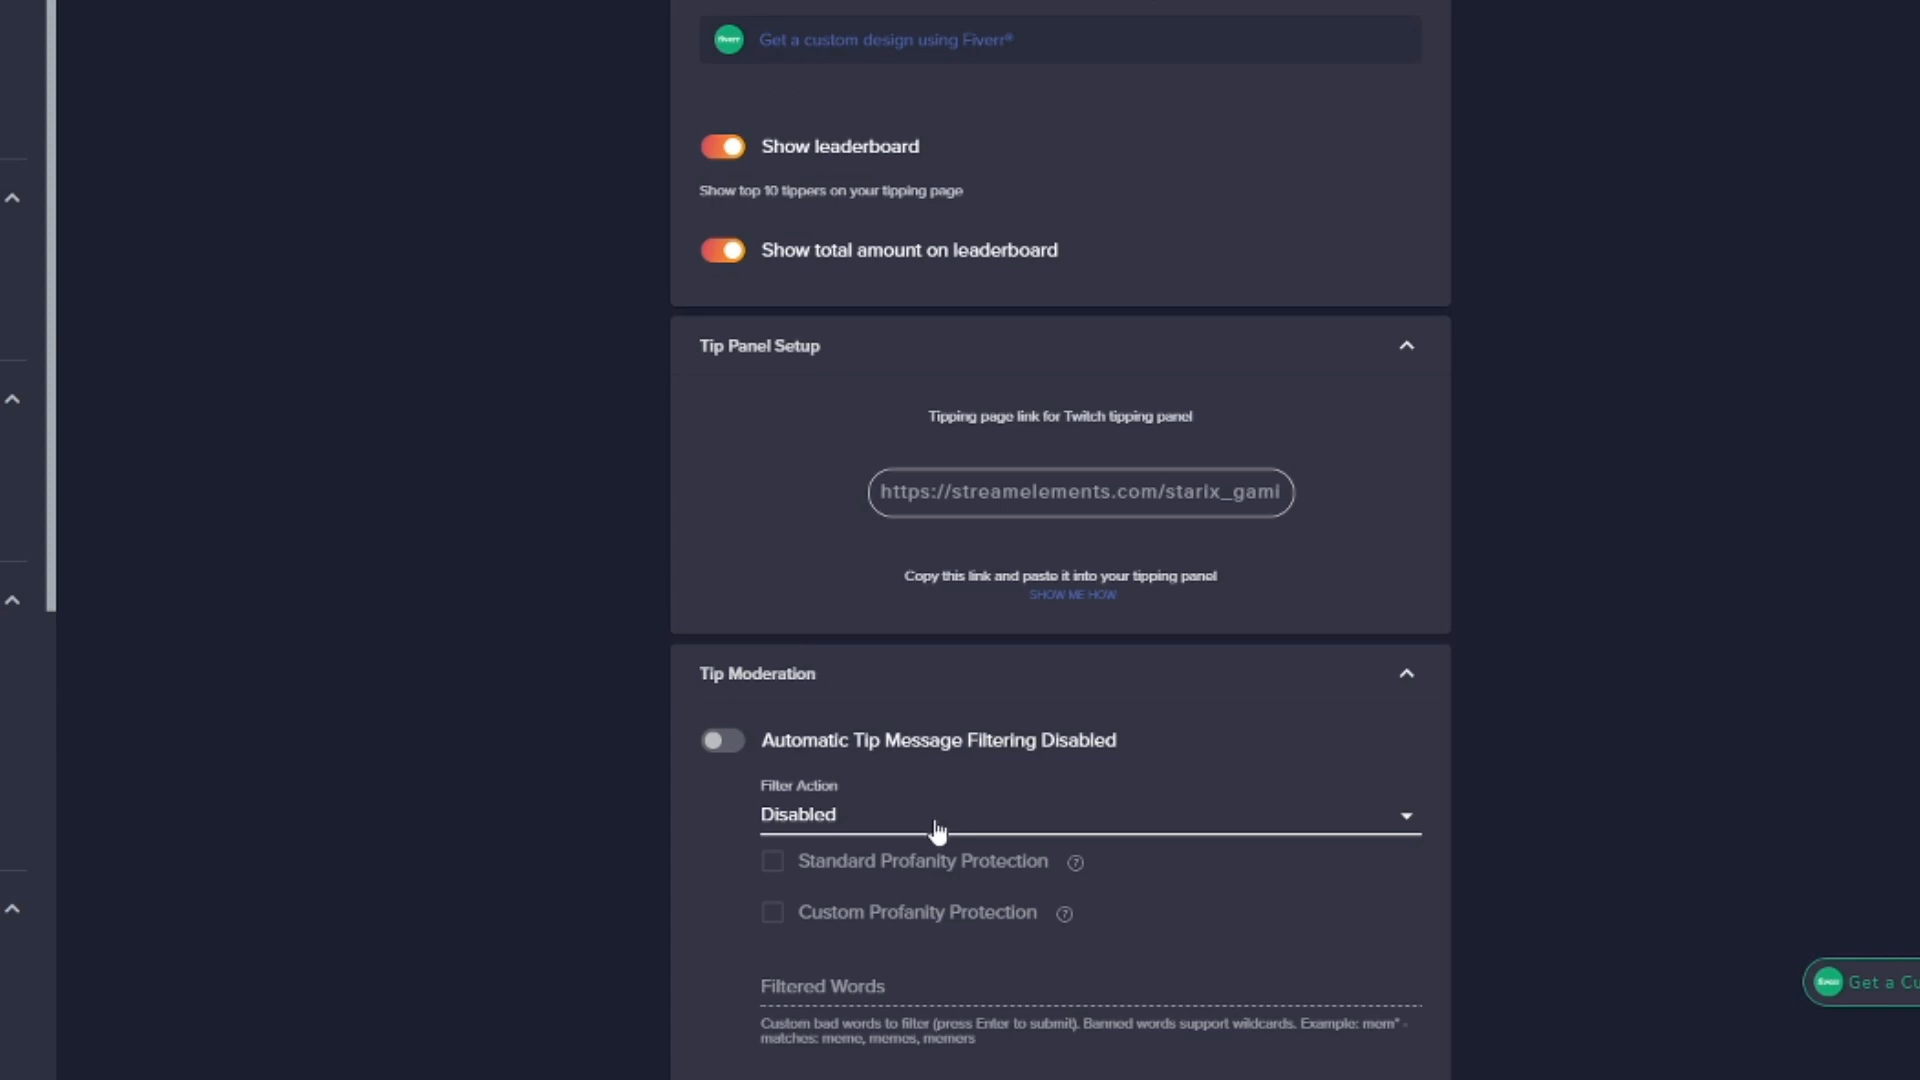 fiverr Get a custom design using Fiverr®
Show leaderboard
Show top 10 tippers on your tipping page
Show total amount on leaderboard
Tip Panel Setup
Tipping page link for Twitch tipping panel
https://streamelements.com/starix_gami
Copy this link and paste it into your tipping panel
SHOW ME HOW
Tip Moderation
Automatic Tip Message Filtering Disabled
Filter Action
Disabled
Standard Profanity Protection ?
Custom Profanity Protection ?
Filtered Words
Custom bad words to filter (press Enter to submit). Banned words support wildcards. Example: mem* -
matches: meme, memes, memers
fiverr Get a Cu